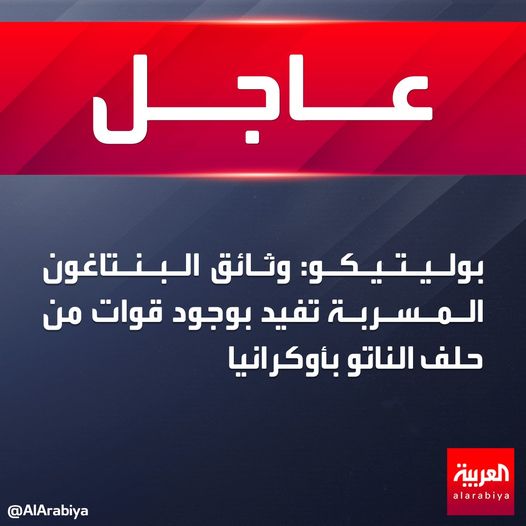 عاجل
بوليتيكو: وثائق البنتاغون
المسربة تفيد بوجود قوات من
حلف الناتو بأوكرانيا
العربية
alarabiya
@AlArabiya